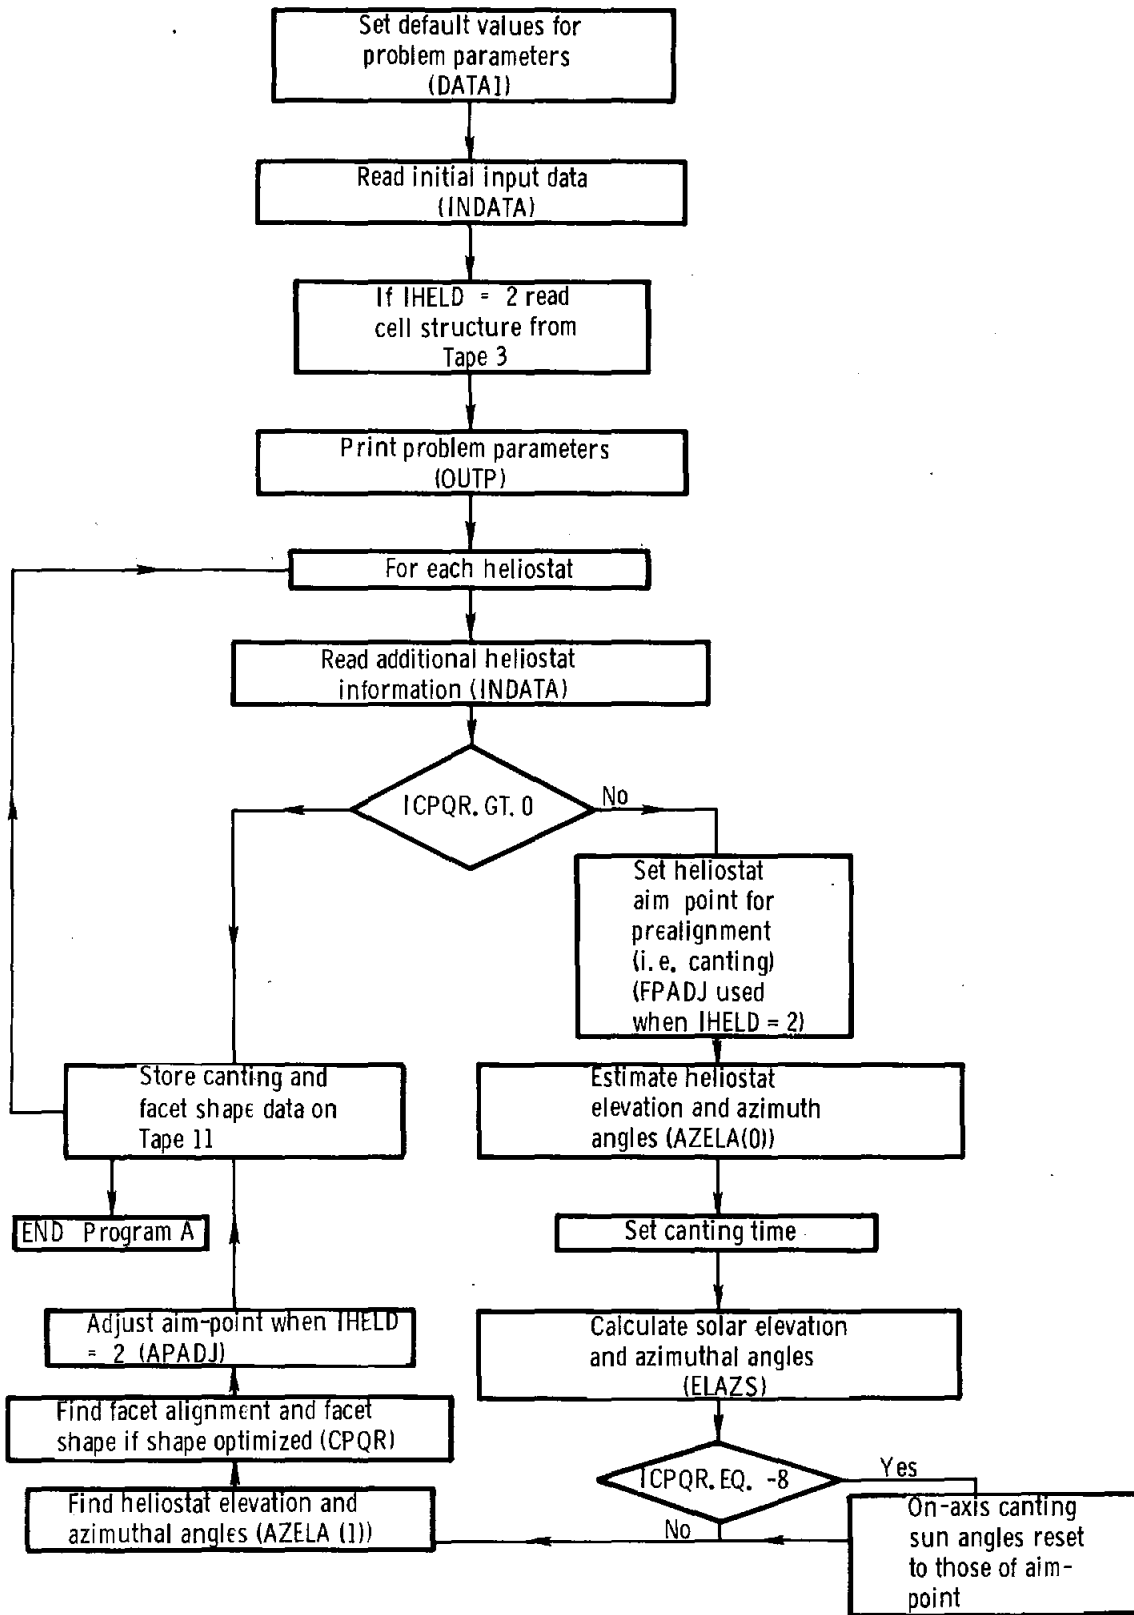 Set default values for
problem parameters
(DATA1)
Read initial input data
(INDATA)
If IHELD = 2 read
cell structure from
Tape 3
Print problem parameters
(OUTP)
For each heliostat
Read additional heliostat
information (INDATA)
ICPQR. GT. 0
No
Set heliostat
aim point for
prealignment
(i. e. canting)
(FPADJ used
when IHELD = 2)
Store canting and
facet shape data on
Tape 11
Estimate heliostat
elevation and azimuth
angles (AZELA(0))
END Program A
Set canting time
Adjust aim-point when IHELD
= 2 (APADJ)
Calculate solar elevation
and azimuthal angles
(ELAZS)
Find facet alignment and facet
shape if shape optimized (CPQR)
ICPQR. EQ. -8
Yes
Find heliostat elevation and
azimuthal angles (AZELA (1))
No
On-axis canting
sun angles reset
to those of aim-
point